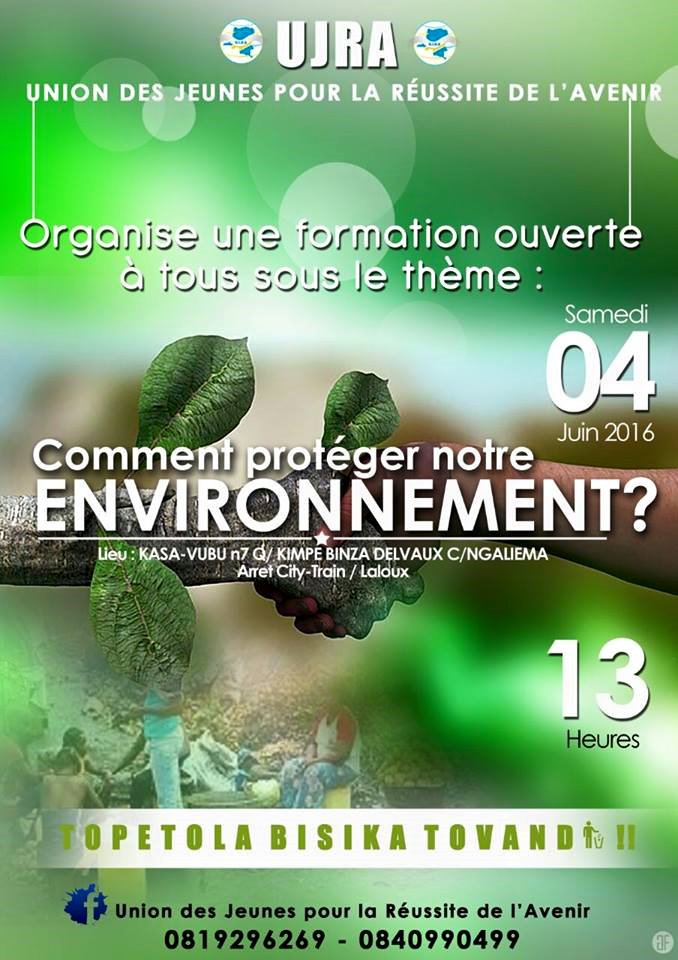 UJRA
UNION DES JEUNES POUR LA RÉUSSITE DE L'AVENIR
Organise une formation ouverte
à tous sous le thème :
Samedi
04
Juin 2016
Comment protéger notre
ENVIRONNEMENT?
Lieu : KASA-VUBU n7 Q/ KIMPE BINZA DELVAUX C/NGALIEMA
Arret City-Train / Laloux
13
Heures
TOPETOLA BISIKA TOVAND !!
Union des Jeunes pour la Réussite de l'Avenir
0819296269 - 0840990499